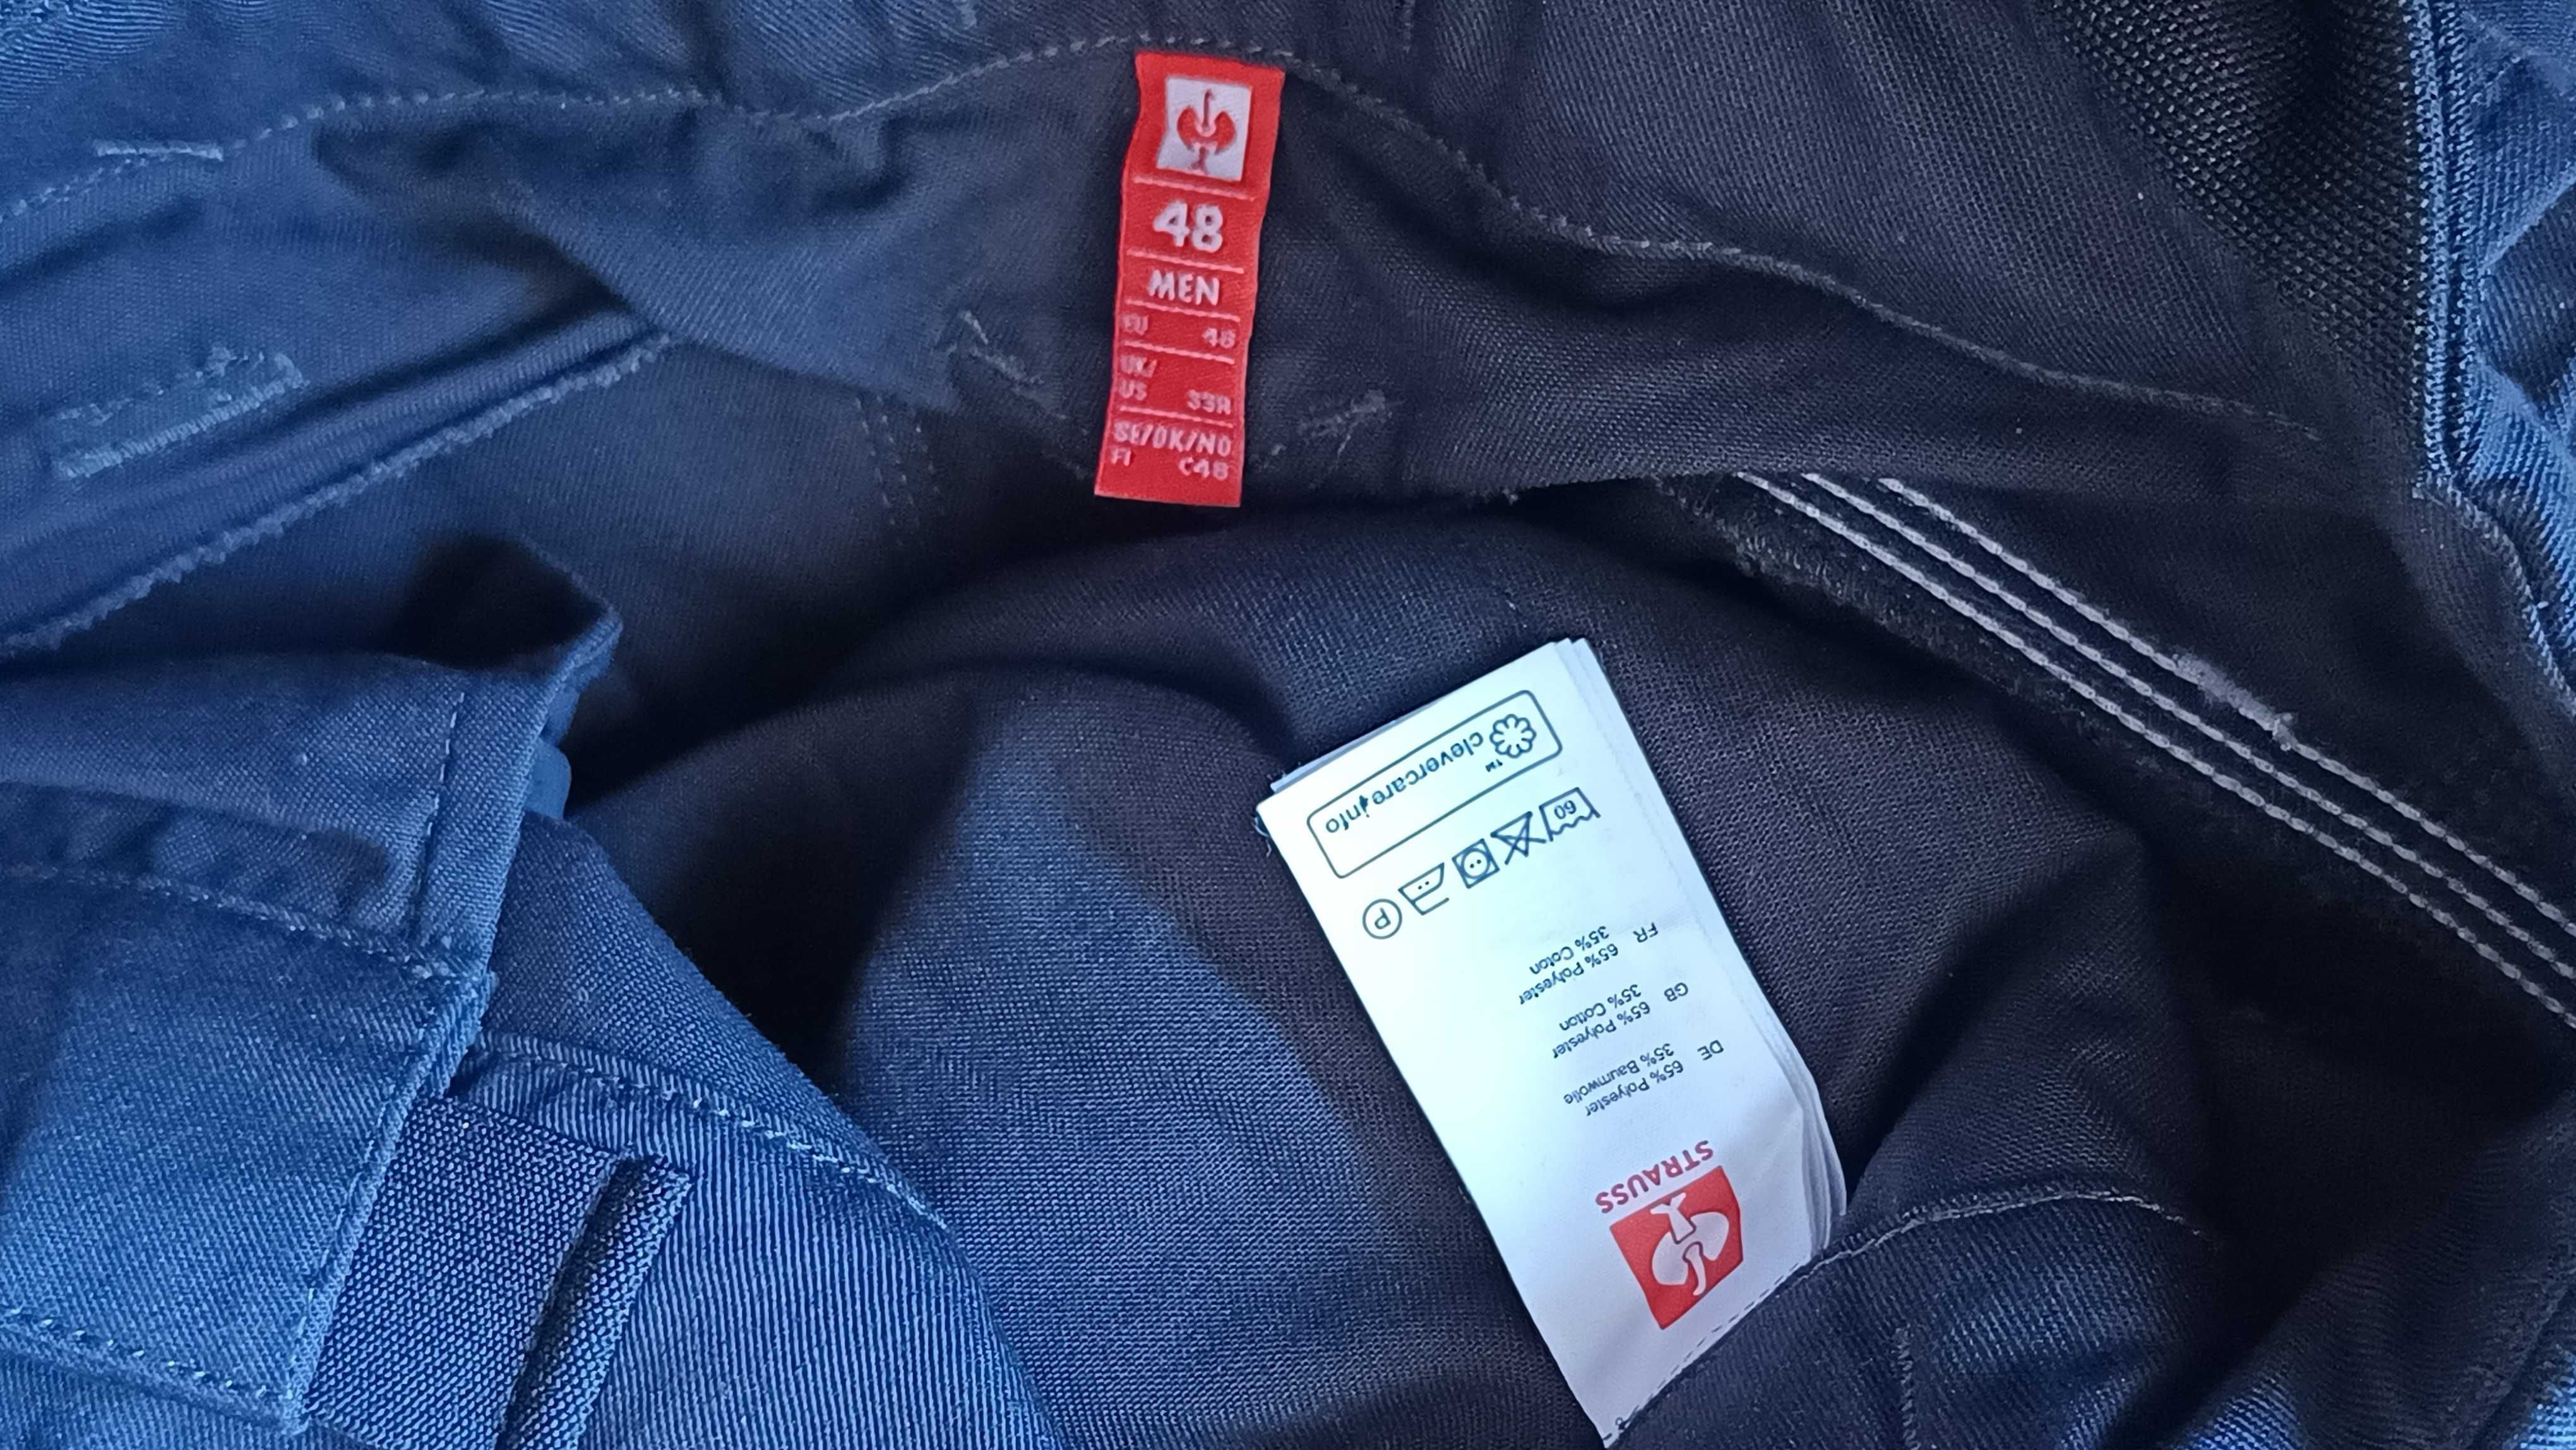 48
MEN
EU 48
UK/
US 33R
SE/DK/NO
FI C48
STRAUSS
DE
65% Polyester
35% Baumwolle
GB
65% Polyester
35% Cotton
FR
65% Polyester
35% Coton
60
P
clevercare.info
™